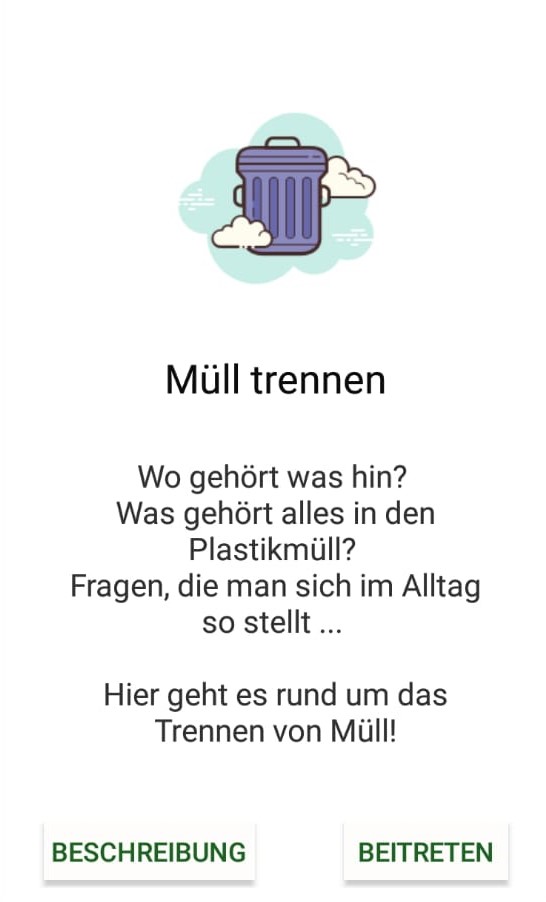 Müll trennen
Wo gehört was hin?
Was gehört alles in den
Plastikmüll?
Fragen, die man sich im Alltag
so stellt ...
Hier geht es rund um das
Trennen von Müll!
BESCHREIBUNG
BEITRETEN